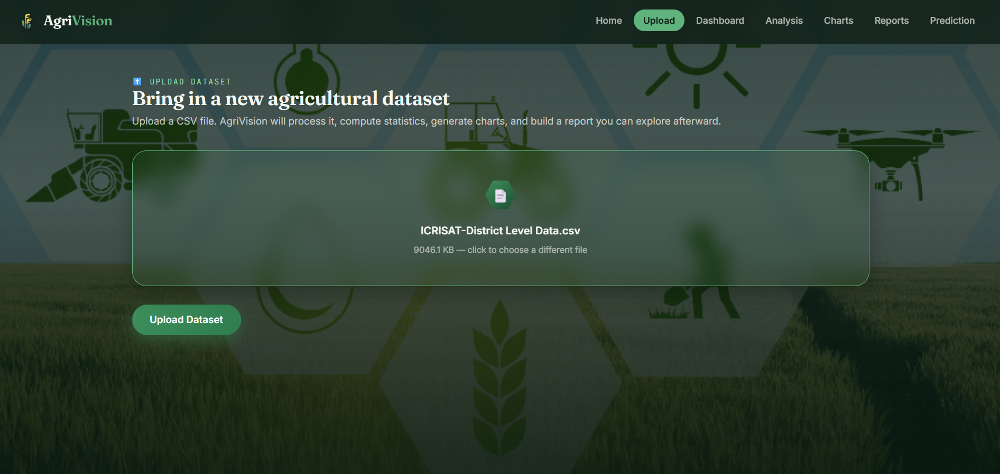 AgriVision
Home
Upload
Dashboard
Analysis
Charts
Reports
Prediction
UPLOAD DATASET
Bring in a new agricultural dataset
Upload a CSV file. AgriVision will process it, compute statistics, generate charts, and build a report you can explore afterward.
ICRISAT-District Level Data.csv
9046.1 KB — click to choose a different file
Upload Dataset